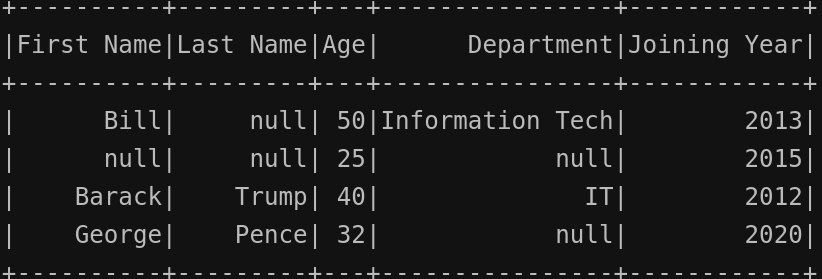 +----------+---------+---+----------------+------------+
|First Name|Last Name|Age|      Department|Joining Year|
+----------+---------+---+----------------+------------+
|      Bill|     null| 50|Information Tech|        2013|
|      null|     null| 25|            null|        2015|
|    Barack|    Trump| 40|              IT|        2012|
|    George|    Pence| 32|            null|        2020|
+----------+---------+---+----------------+------------+